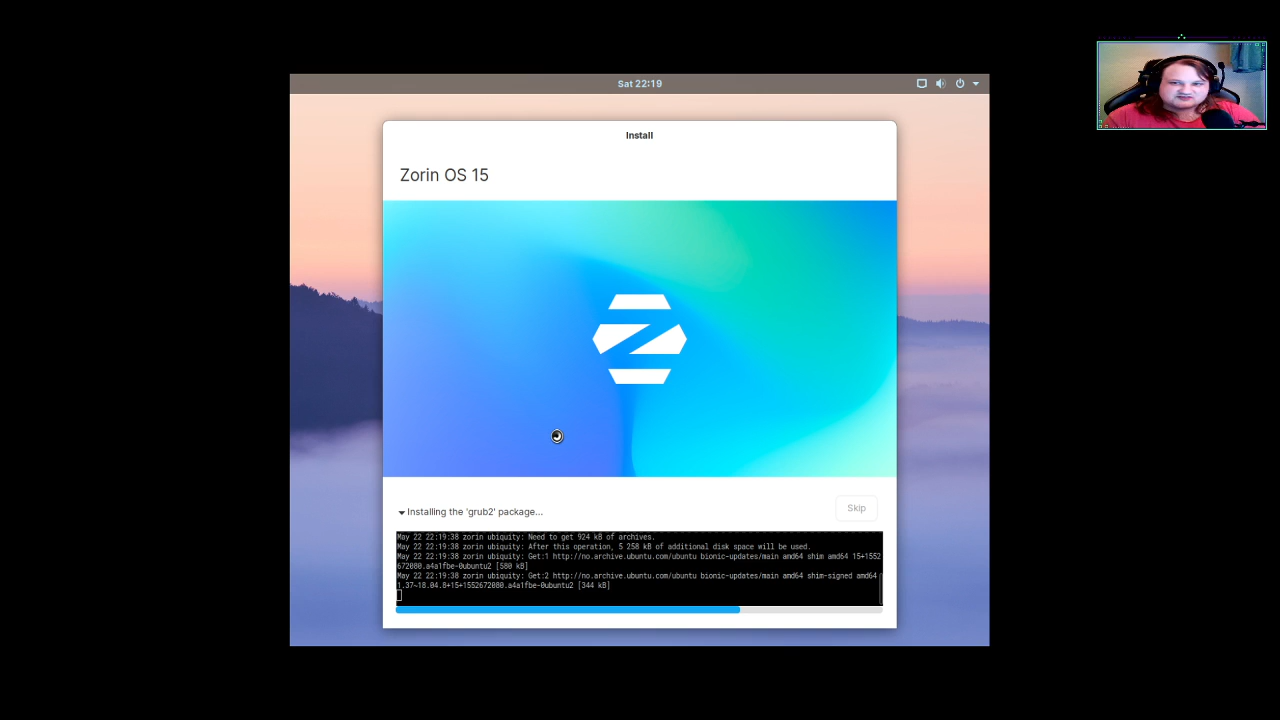 Sat 22:19
Install
Zorin OS 15
Installing the 'grub2' package...
Skip
May 22 22:19:38 zorin ubiquity: Need to get 924 kB of archives.
May 22 22:19:38 zorin ubiquity: After this operation, 5 258 kB of additional disk space will be used.
May 22 22:19:38 zorin ubiquity: Get:1 http://no.archive.ubuntu.com/ubuntu bionic-updates/main amd64 shim amd64 15+1552
672080.a4a1fbe-0ubuntu2 [580 kB]
May 22 22:19:38 zorin ubiquity: Get:2 http://no.archive.ubuntu.com/ubuntu bionic-updates/main amd64 shim-signed amd64
1.37~18.04.8+15+1552672080.a4a1fbe-0ubuntu2 [344 kB]